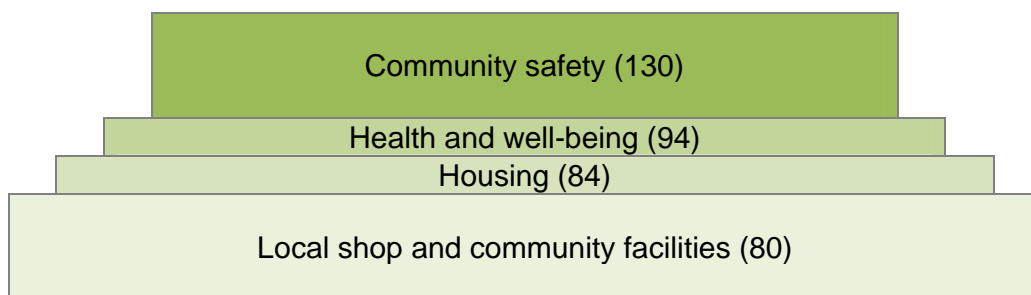 Community safety (130)
Health and well-being (94)
Housing (84)
Local shop and community facilities (80)